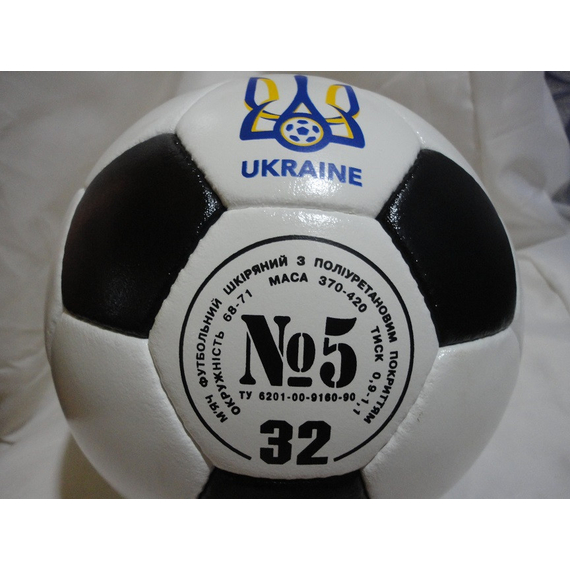 UKRAINE
М'ЯЧ ФУТБОЛЬНИЙ ШКІРЯНИЙ З ПОЛІУРЕТАНОВИМ ПОКРИТТЯМ
ОКРУЖНІСТЬ 68-71 МАСА 370-420 ТИСК 0,9-1,1
№5
ТУ 6201-00-9160-90
32